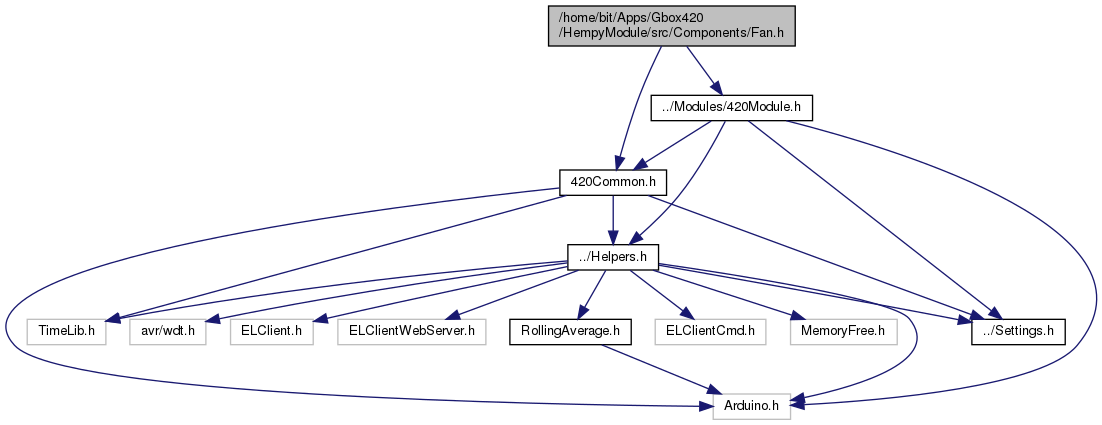 /home/bit/Apps/Gbox420
/HempyModule/src/Components/Fan.h
../Modules/420Module.h
420Common.h
../Helpers.h
TimeLib.h
avr/wdt.h
ELClient.h
ELClientWebServer.h
RollingAverage.h
ELClientCmd.h
MemoryFree.h
../Settings.h
Arduino.h